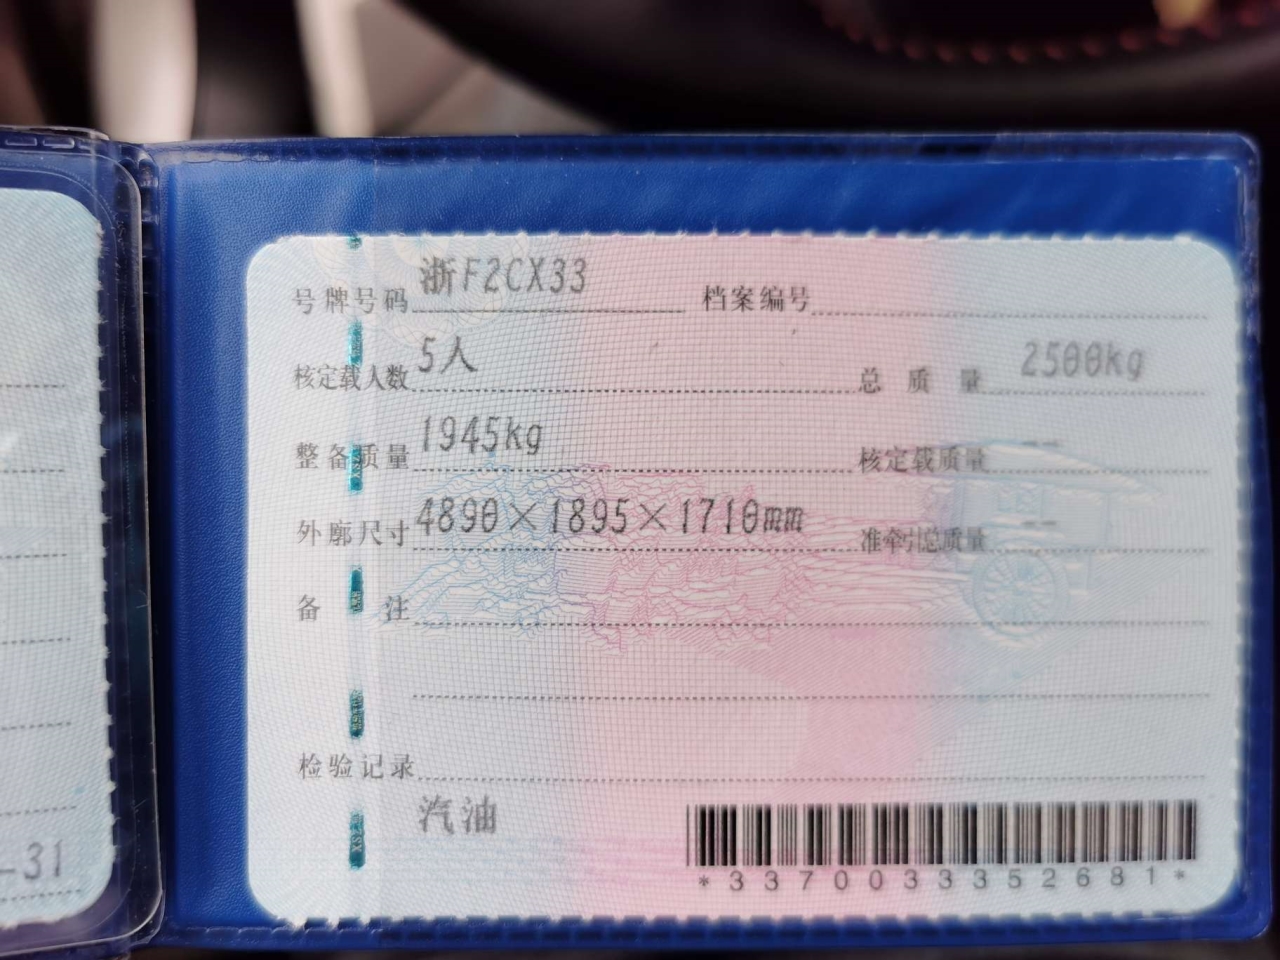 号牌号码 浙F2CX33 档案编号
核定载人数 5人 总质量 2500kg
整备质量 1945kg 核定载质量 --
外廓尺寸 4890×1895×1710mm 准牵引总质量 --
备注
检验记录
汽油
*3370033352681*
-31